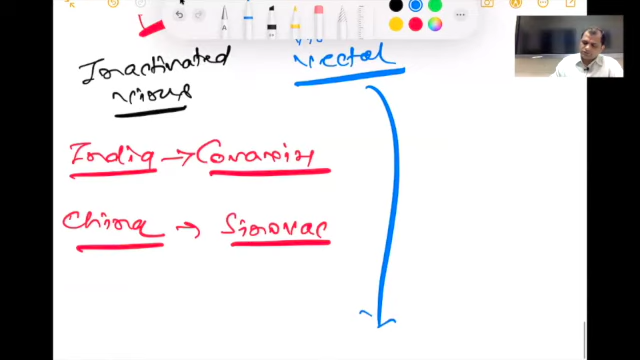 Vector
Inactivated
virus
India → Covaxin
China → Sinovac